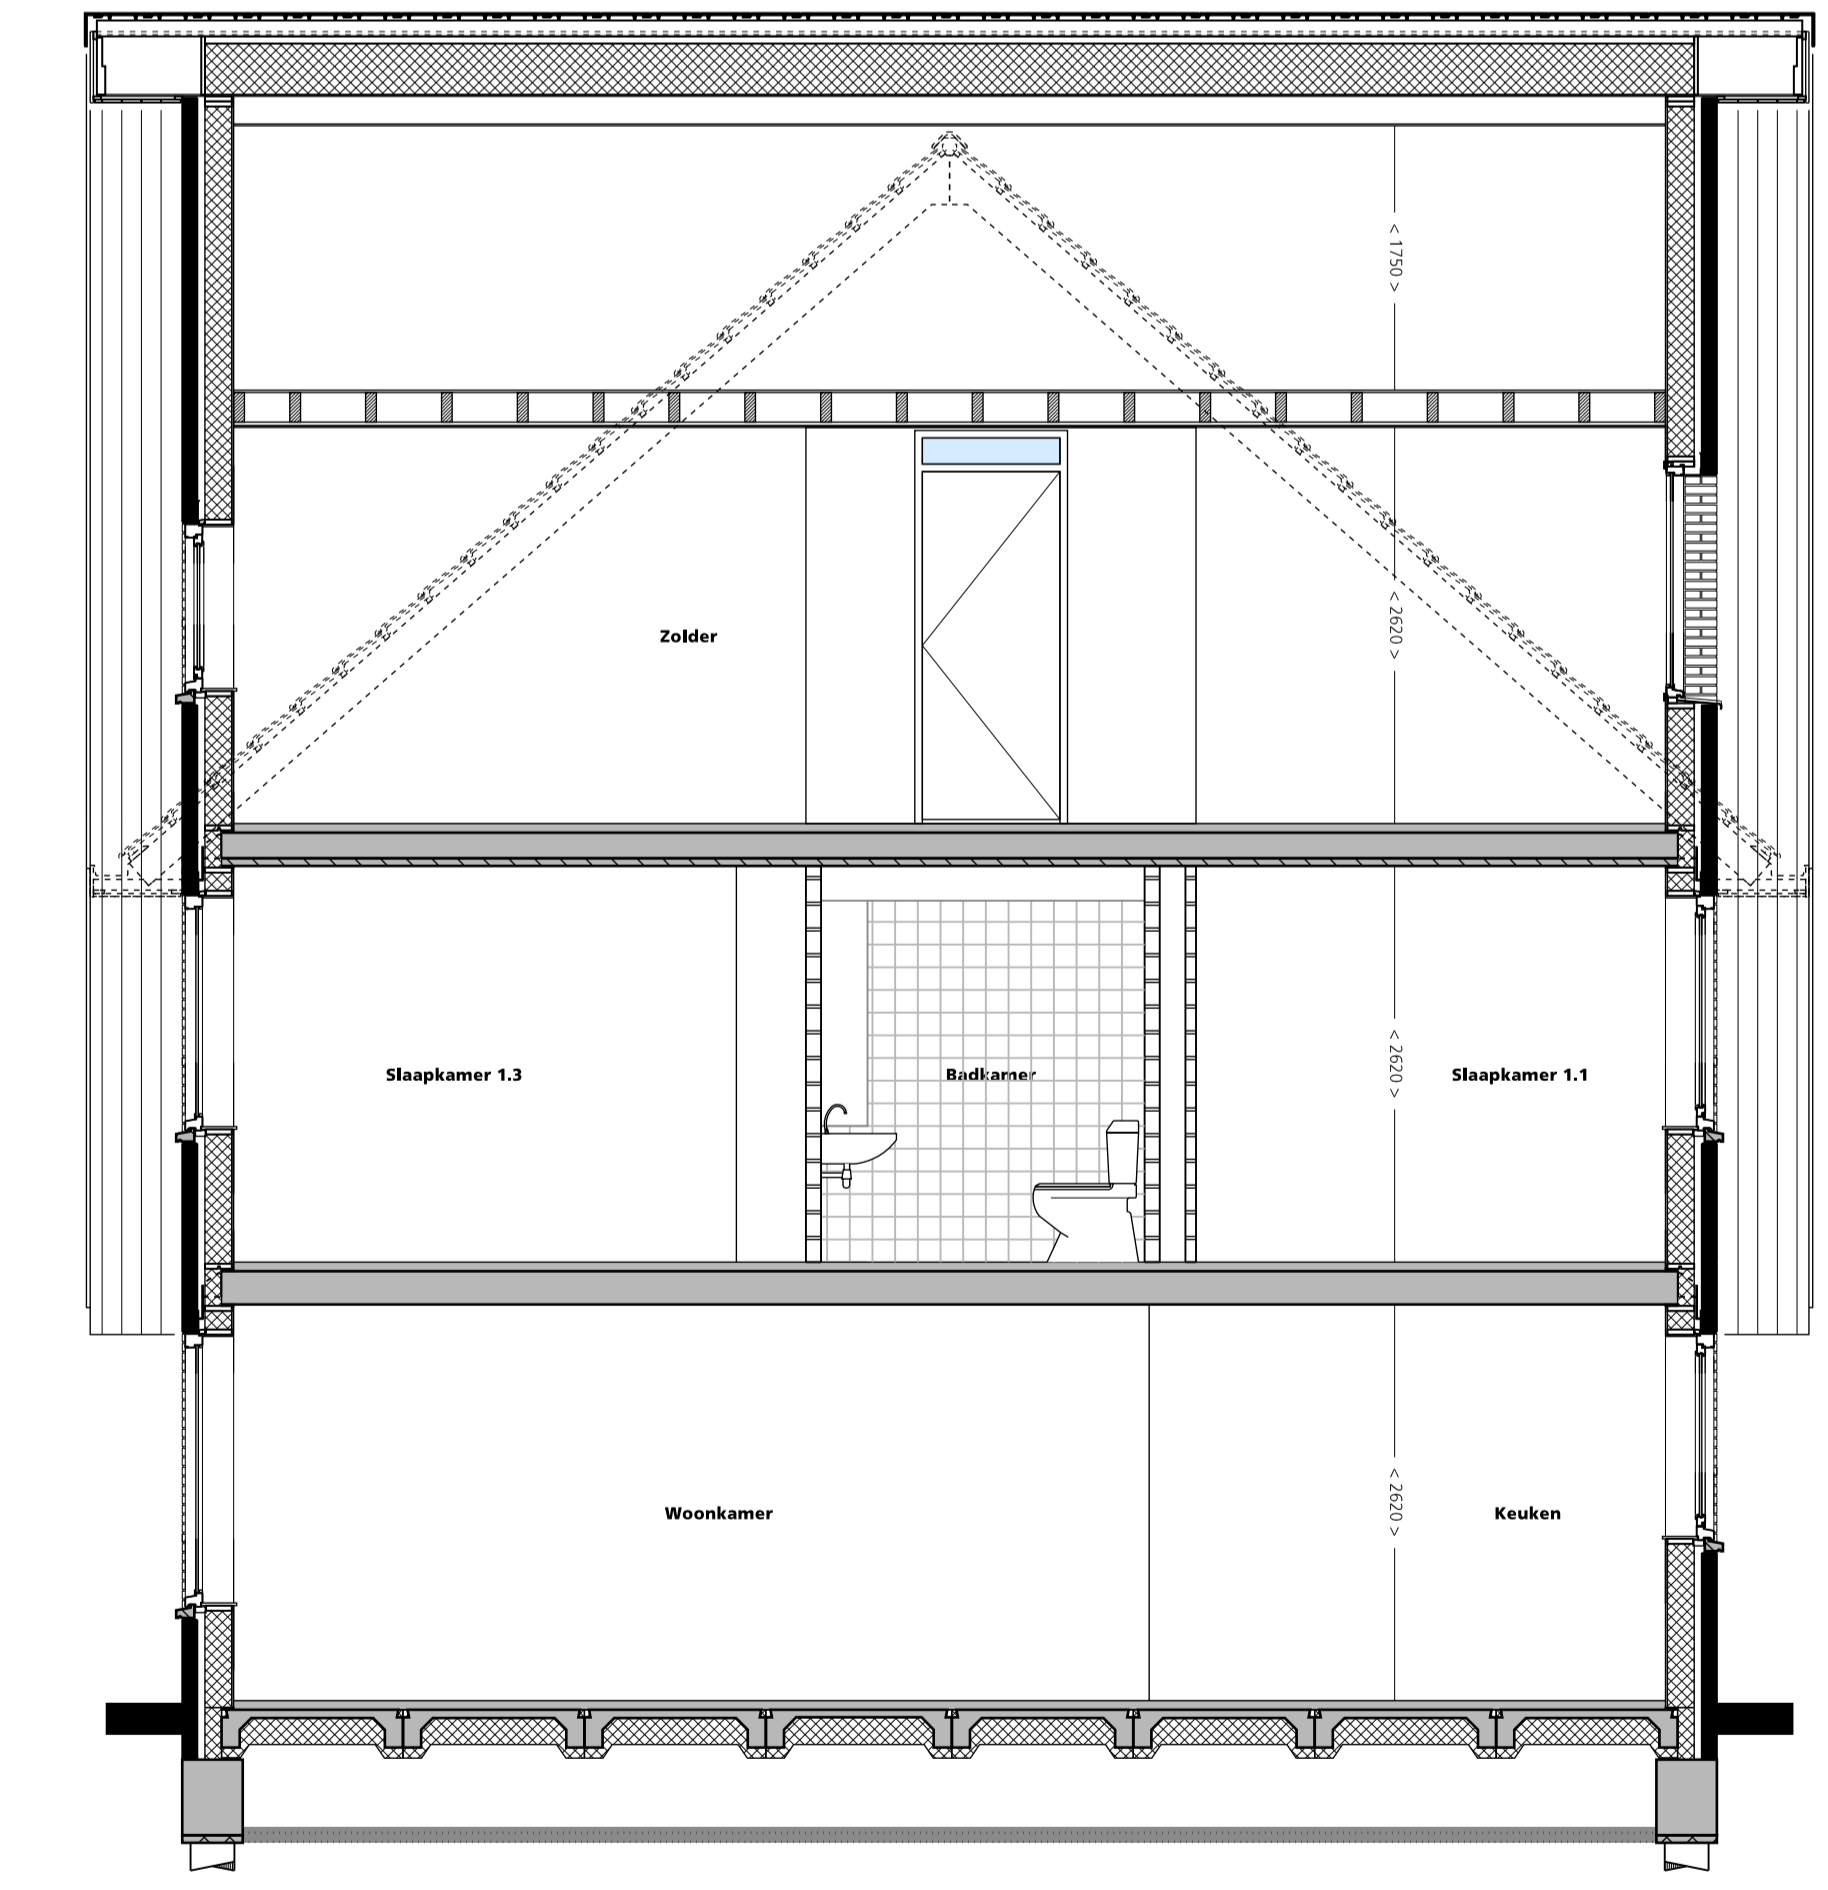 < 1750 >
Zolder
< 2620 >
Slaapkamer 1.3
Badkamer
< 2620 >
Slaapkamer 1.1
Woonkamer
< 2620 >
Keuken